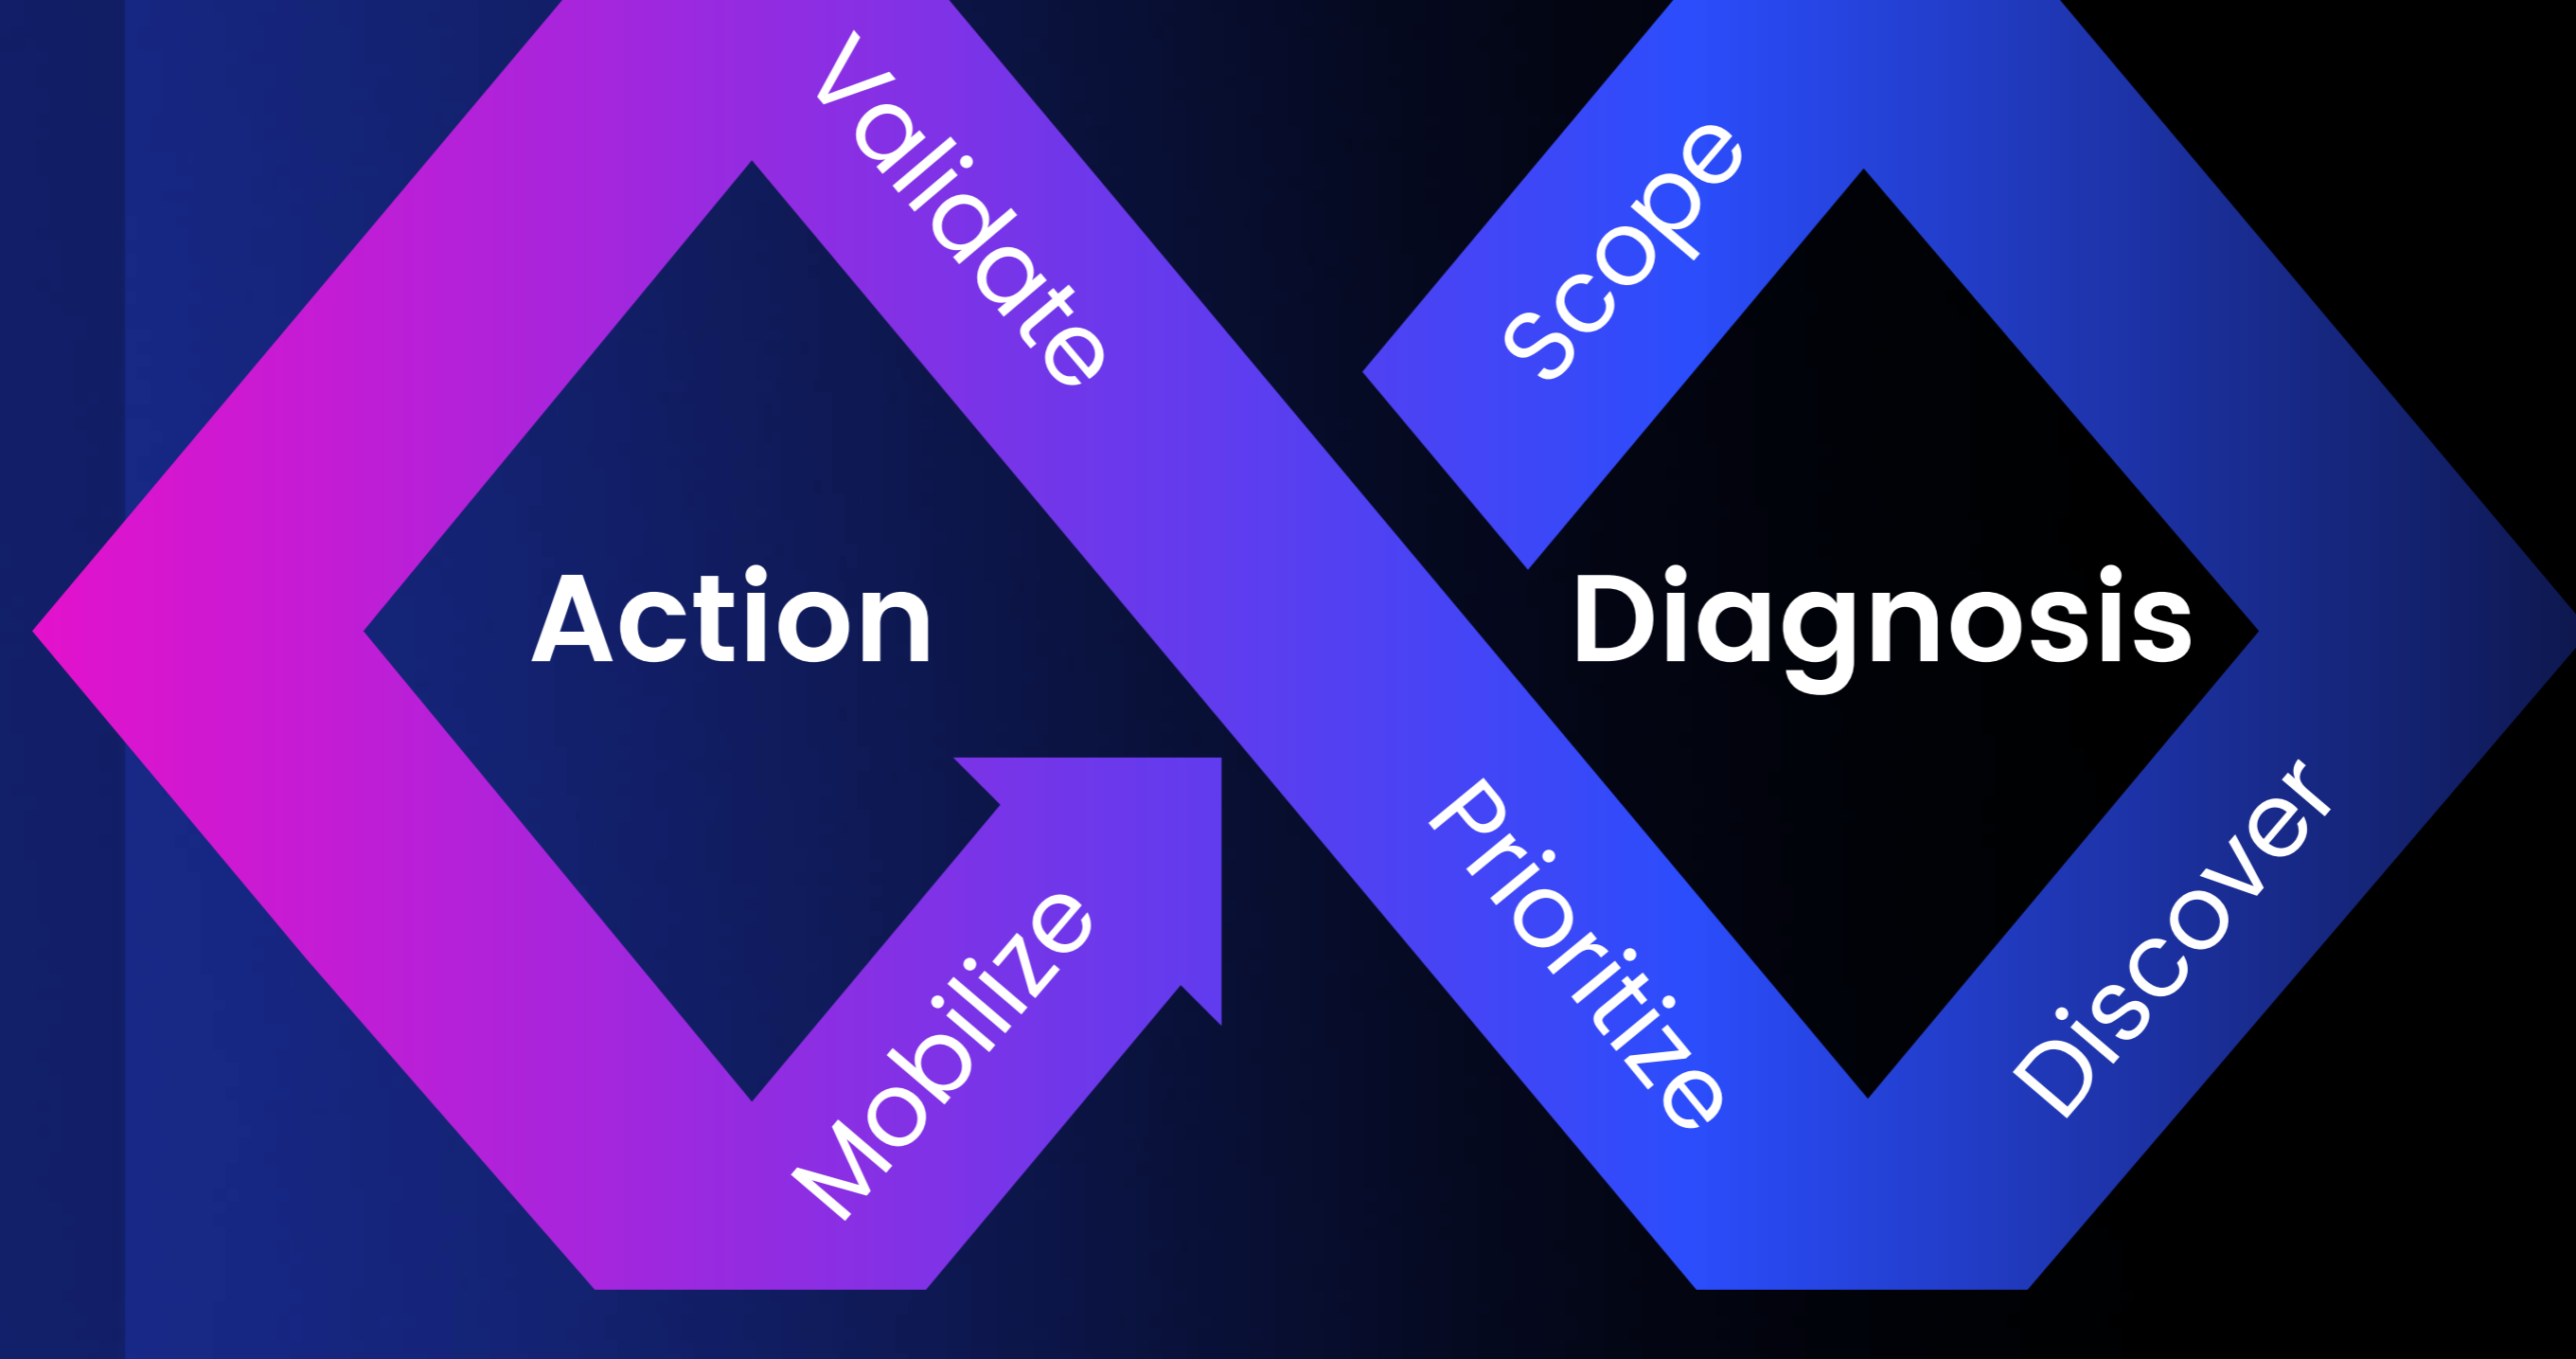 Validate
Scope
Action
Diagnosis
Prioritize
Discover
Mobilize